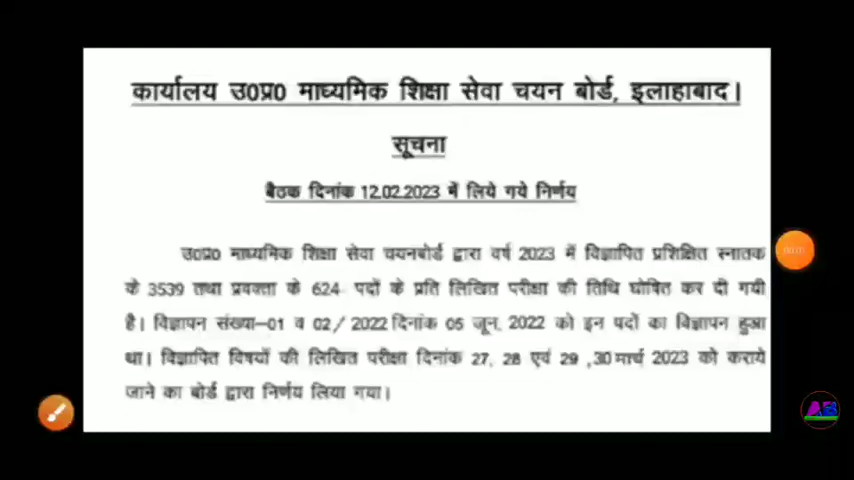 कार्यालय उ0प्र0 माध्यमिक शिक्षा सेवा चयन बोर्ड, इलाहाबाद।
सूचना
बैठक दिनांक 12.02.2023 में लिये गये निर्णय
उ0प्र0 माध्यमिक शिक्षा सेवा चयनबोर्ड द्वारा वर्ष 2023 में विज्ञापित प्रशिक्षित स्नातक
के 3539 तथा प्रवक्ता के 624 पदों के प्रति लिखित परीक्षा की तिथि घोषित कर दी गयी
है। विज्ञापन संख्या-01 व 02/2022 दिनांक 05 जून, 2022 को इन पदों का विज्ञापन हुआ
था। विज्ञापित विषयों की लिखित परीक्षा दिनांक 27, 28 एवं 29 ,30 मार्च 2023 को कराये
जाने का बोर्ड द्वारा निर्णय लिया गया।
AB